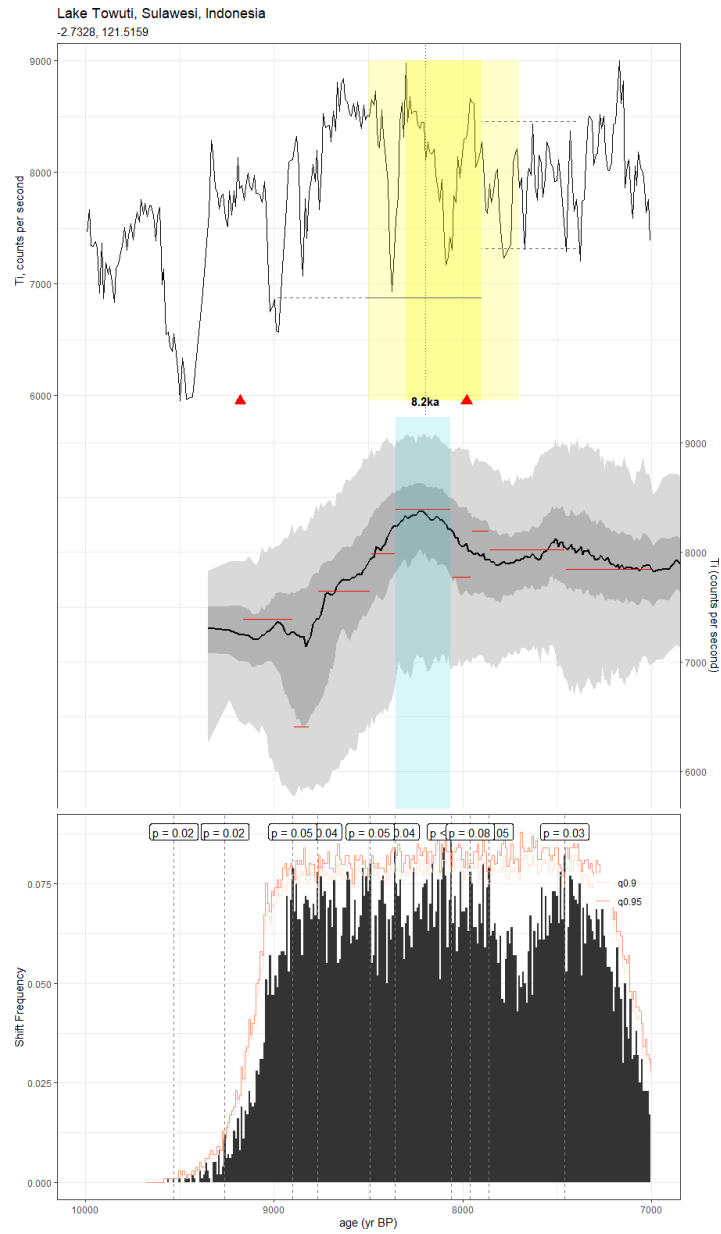 Lake Towuti, Sulawesi, Indonesia
-2.7328, 121.5159
9000
8000
7000
6000
Ti, counts per second
8.2ka
9000
8000
7000
6000
Ti (counts per second)
p = 0.02 p = 0.02 p = 0.05 0.04 p = 0.05 0.04 p < p = 0.08 05 p = 0.03
q0.9
q0.95
0.075
0.050
0.025
0.000
Shift Frequency
10000 9000 8000 7000
age (yr BP)